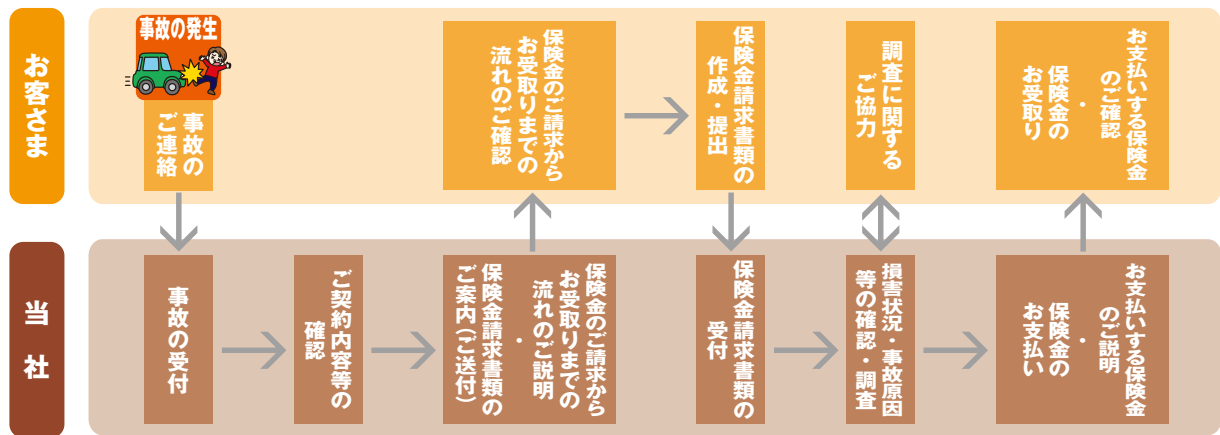 お客さま
事故の発生
事故の
ご連絡
保険金のご請求から
お受取りまでの
流れのご確認
保険金請求書類の
作成・提出
調査に関する
ご協力
お支払いする保険金
のご確認
・
保険金の
お受取り
当社
事故の受付
ご契約内容等の
確認
保険金のご請求から
お受取りまでの
流れのご説明
・
保険金請求書類の
ご案内(ご送付)
保険金請求書類の
受付
損害状況・事故原因
等の確認・調査
お支払いする保険金
のご説明
・
保険金の
お支払い